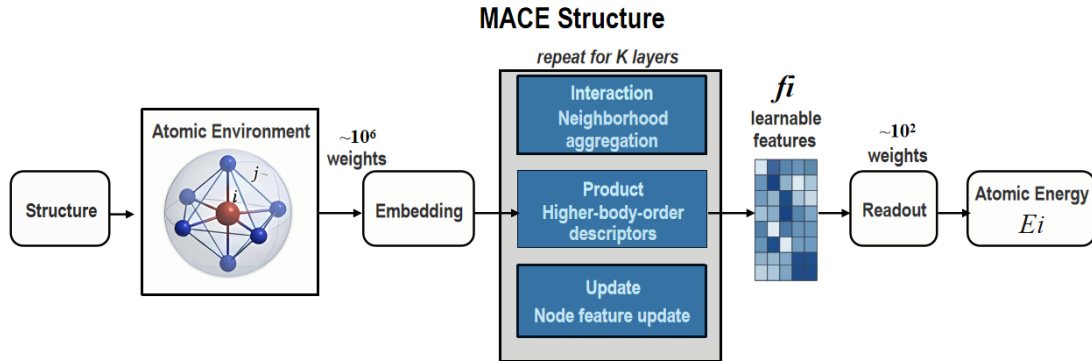 MACE Structure
repeat for K layers
Structure
Atomic Environment
j
i
~10⁶
weights
Embedding
Interaction
Neighborhood
aggregation
Product
Higher-body-order
descriptors
Update
Node feature update
fi
learnable
features
~10²
weights
Readout
Atomic Energy
Ei